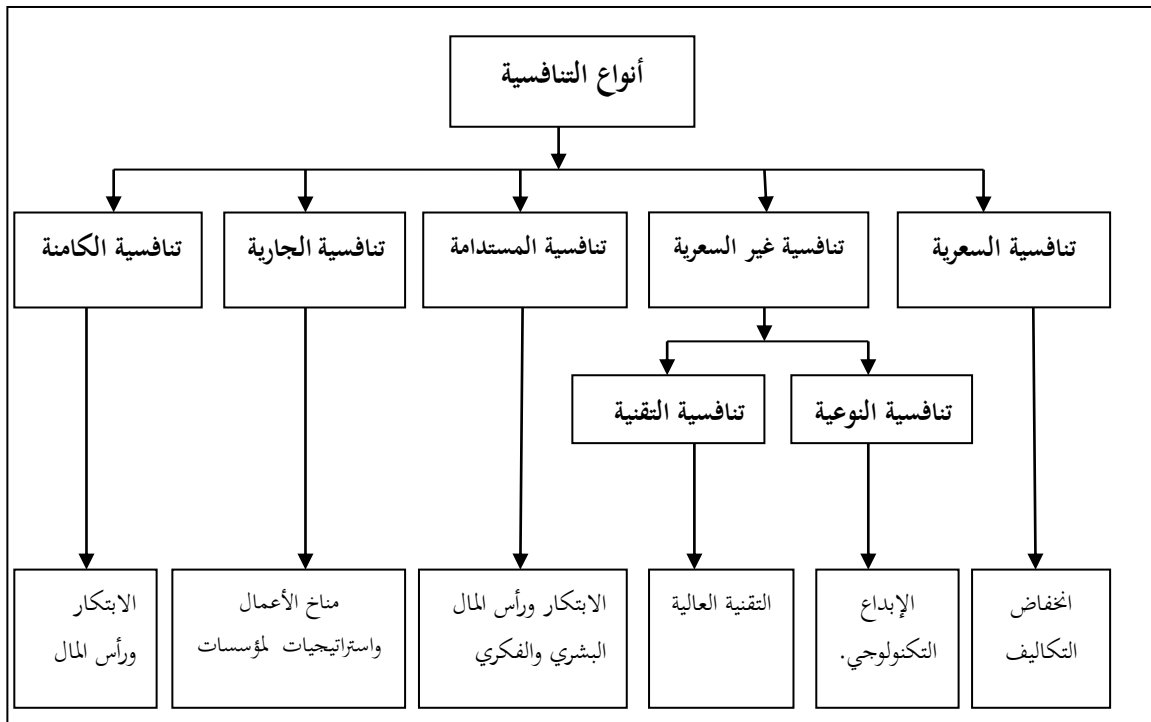 أنواع التنافسية
تنافسية السعرية
تنافسية غير السعرية
تنافسية المستدامة
تنافسية الجارية
تنافسية الكامنة
تنافسية النوعية
تنافسية التقنية
انخفاض
التكاليف
الإبداع
التكنولوجي.
التقنية العالية
الابتكار ورأس المال
البشري والفكري
مناخ الأعمال
واستراتيجيات لمؤسسات
الابتكار
ورأس المال